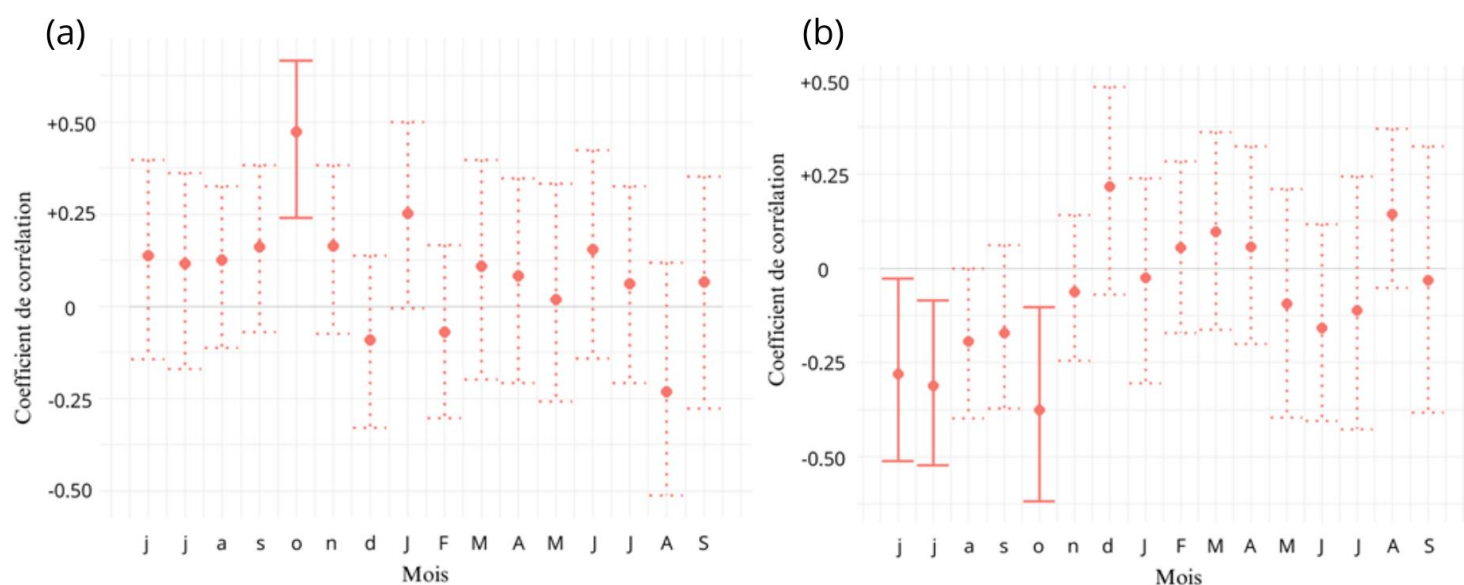 (a)
Coefficient de corrélation
+0.50
+0.25
0
-0.25
-0.50
j j a s o n d J F M A M J J A S
Mois
(b)
Coefficient de corrélation
+0.50
+0.25
0
-0.25
-0.50
j j a s o n d J F M A M J J A S
Mois